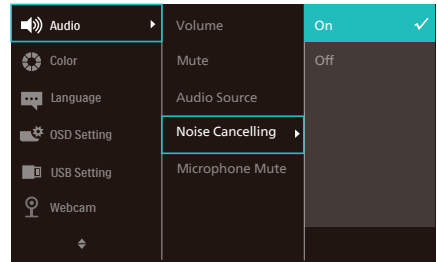 Audio
Color
Language
OSD Setting
USB Setting
Webcam
Volume
Mute
Audio Source
Noise Cancelling
Microphone Mute
On
Off